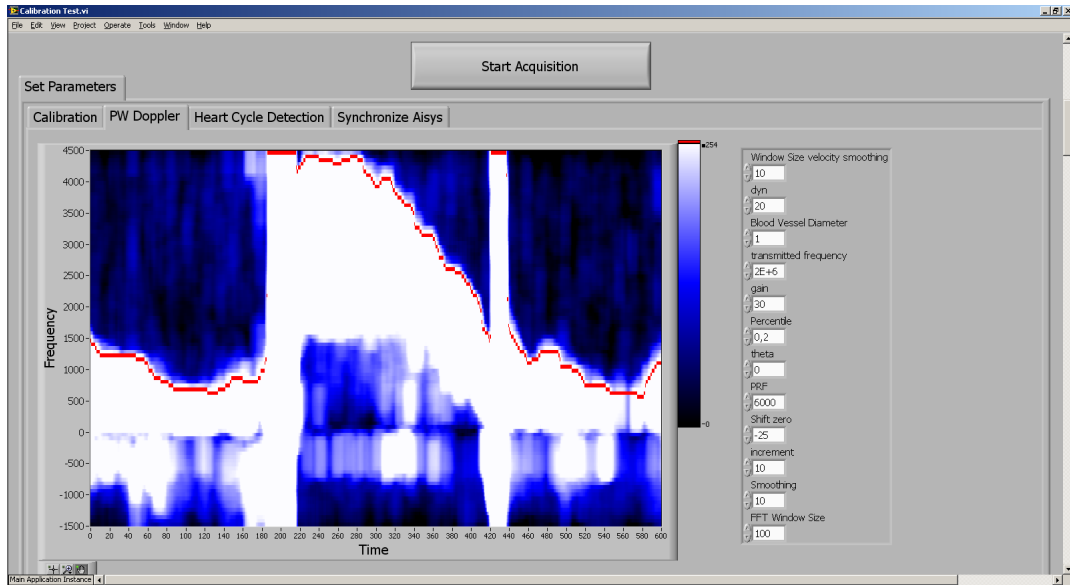 Calibration Test.vi
File Edit View Project Operate Tools Window Help
Start Acquisition
Set Parameters
Calibration PW Doppler Heart Cycle Detection Synchronize Aisys
4500
4000
3500
3000
2500
2000
1500
1000
500
0
-500
-1000
-1500
Frequency
0 20 40 60 80 100 120 140 160 180 200 220 240 260 280 300 320 340 360 380 400 420 440 460 480 500 520 540 560 580 600
Time
254
0
Window Size velocity smoothing
10
dyn
20
Blood Vessel Diameter
1
transmitted frequency
2E+6
gain
30
Percentile
0,2
theta
0
PRF
6000
Shift zero
-25
increment
10
Smoothing
10
FFT Window Size
100
Main Application Instance